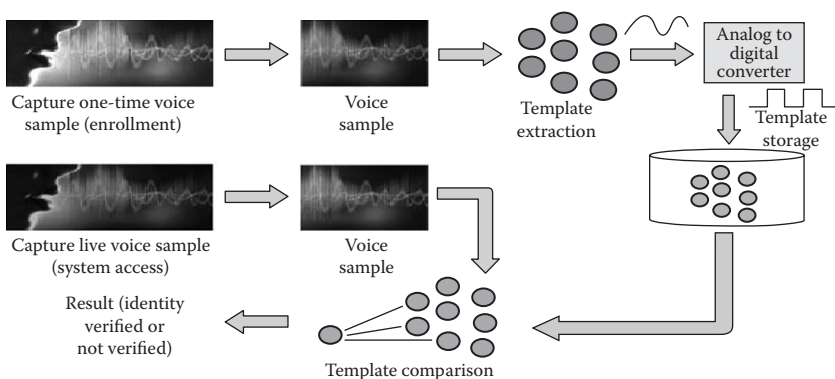 Capture one-time voice
sample (enrollment)
Voice
sample
Template
extraction
Analog to
digital
converter
Template
storage
Capture live voice sample
(system access)
Voice
sample
Result (identity
verified or
not verified)
Template comparison